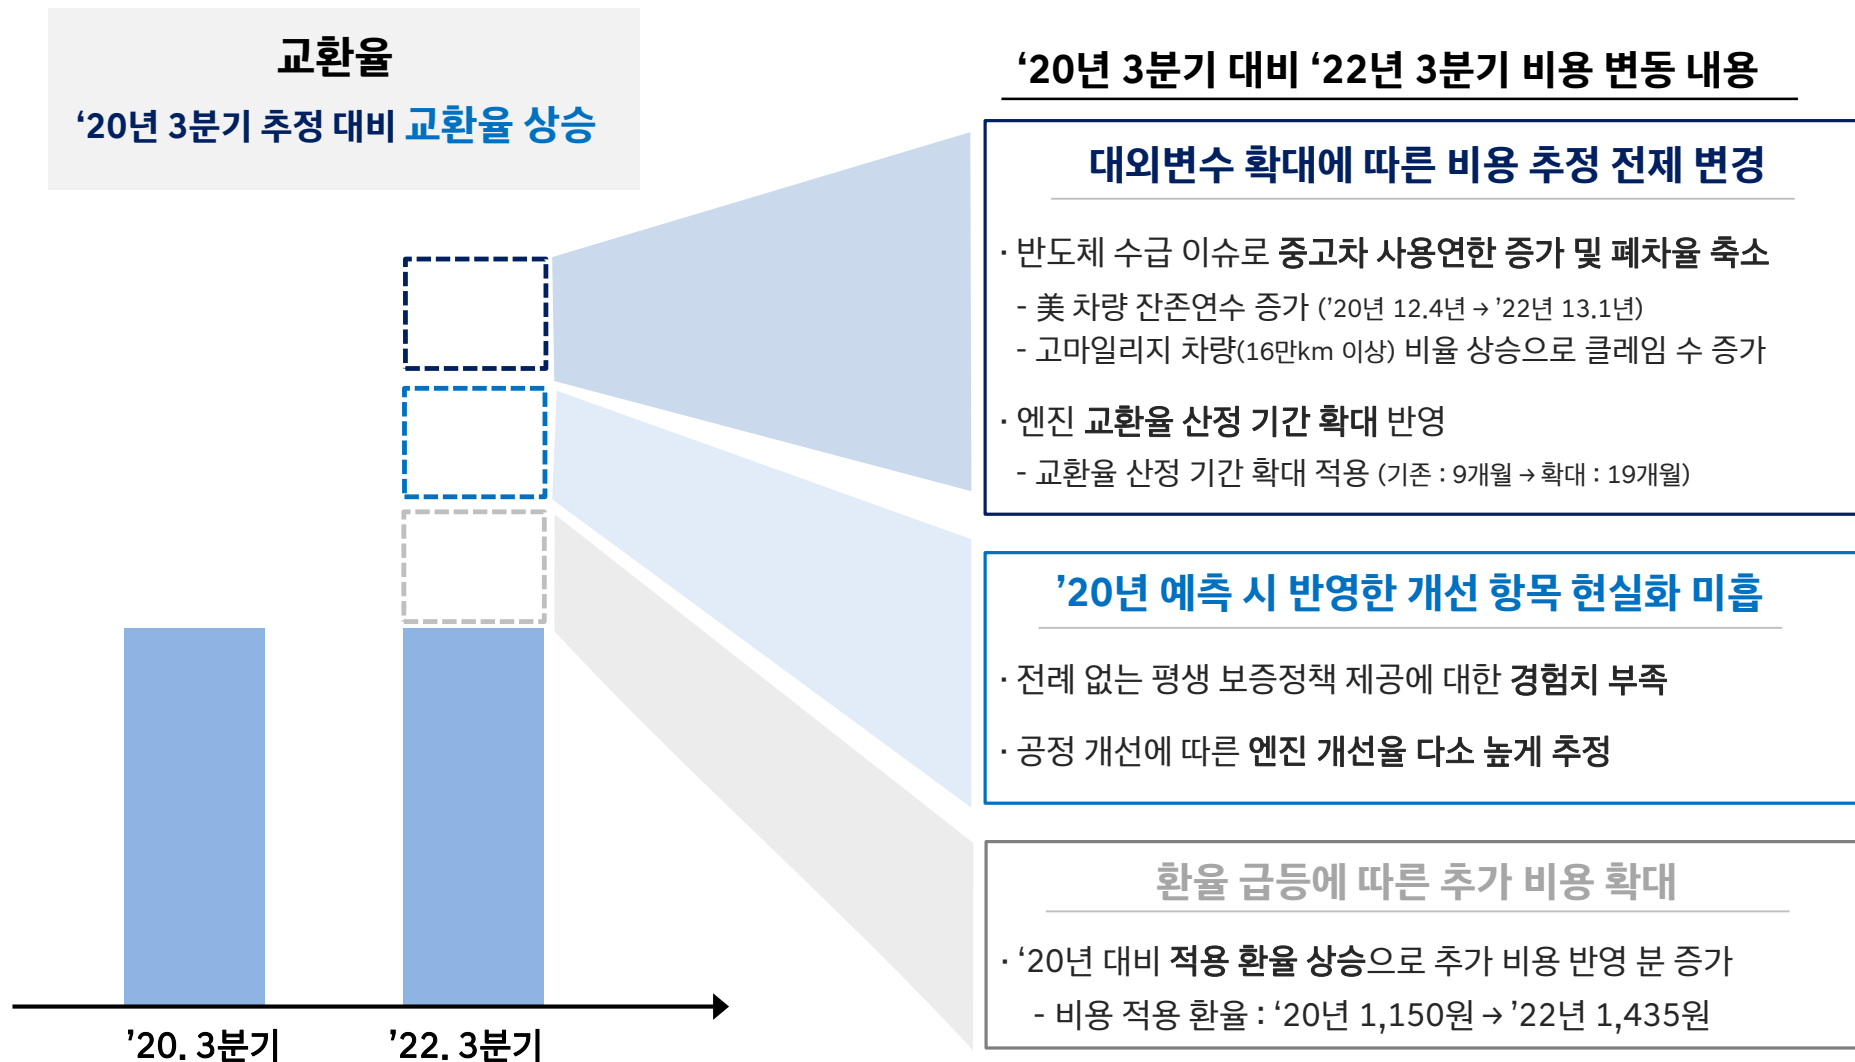 교환율
‘20년 3분기 추정 대비 교환율 상승
’20. 3분기
’22. 3분기
‘20년 3분기 대비 ‘22년 3분기 비용 변동 내용
대외변수 확대에 따른 비용 추정 전제 변경
· 반도체 수급 이슈로 중고차 사용연한 증가 및 폐차율 축소
- 美 차량 잔존연수 증가 (’20년 12.4년 → ’22년 13.1년)
- 고마일리지 차량(16만km 이상) 비율 상승으로 클레임 수 증가
· 엔진 교환율 산정 기간 확대 반영
- 교환율 산정 기간 확대 적용 (기존 : 9개월 → 확대 : 19개월)
’20년 예측 시 반영한 개선 항목 현실화 미흡
· 전례 없는 평생 보증정책 제공에 대한 경험치 부족
· 공정 개선에 따른 엔진 개선율 다소 높게 추정
환율 급등에 따른 추가 비용 확대
· ‘20년 대비 적용 환율 상승으로 추가 비용 반영 분 증가
- 비용 적용 환율 : ‘20년 1,150원 → ’22년 1,435원